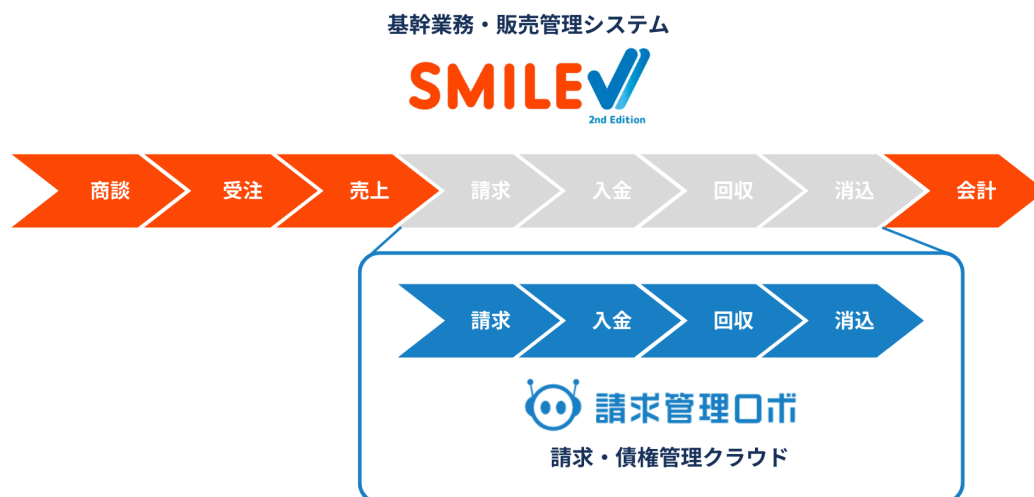 基幹業務・販売管理システム
SMILE V
2nd Edition
商談 受注 売上 請求 入金 回収 消込 会計
請求 入金 回収 消込
請求管理ロボ
請求・債権管理クラウド